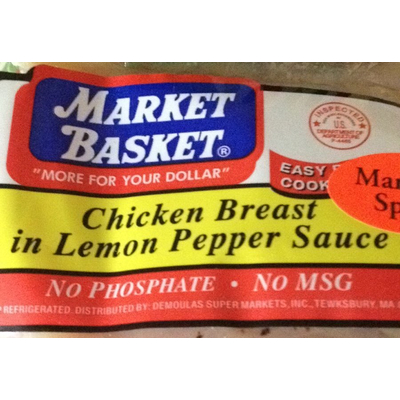 MARKET
BASKET®
"MORE FOR YOUR DOLLAR"
INSPECTED
U.S.
DEPARTMENT OF
AGRICULTURE
EASY
COOK
Chicken Breast
in Lemon Pepper Sauce
NO PHOSPHATE • NO MSG
REFRIGERATED. DISTRIBUTED BY: DEMOULAS SUPER MARKETS, INC., TEWKSBURY, MA